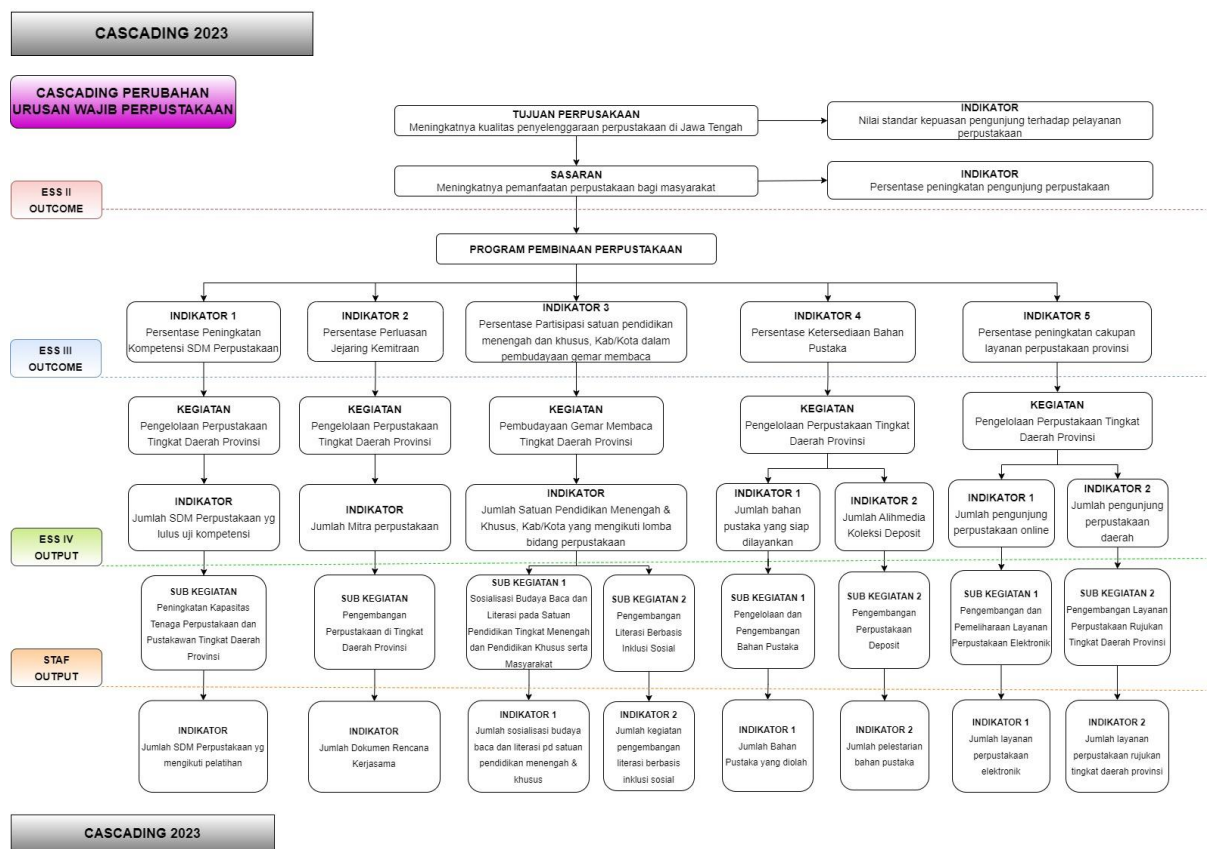 CASCADING 2023
CASCADING PERUBAHAN
URUSAN WAJIB PERPUSTAKAAN
TUJUAN PERPUSAKAAN
Meningkatnya kualitas penyelenggaraan perpustakaan di Jawa Tengah
INDIKATOR
Nilai standar kepuasan pengunjung terhadap pelayanan
perpustakaan
ESS II
OUTCOME
SASARAN
Meningkatnya pemanfaatan perpustakaan bagi masyarakat
INDIKATOR
Persentase peningkatan pengunjung perpustakaan
PROGRAM PEMBINAAN PERPUSTAKAAN
ESS III
OUTCOME
INDIKATOR 1
Persentase Peningkatan
Kompetensi SDM Perpustakaan
INDIKATOR 2
Persentase Perluasan
Jejaring Kemitraan
INDIKATOR 3
Persentase Partisipasi satuan pendidikan
menengah dan khusus, Kab/Kota dalam
pembudayaan gemar membaca
INDIKATOR 4
Persentase Ketersediaan Bahan
Pustaka
INDIKATOR 5
Persentase peningkatan cakupan
layanan perpustakaan provinsi
KEGIATAN
Pengelolaan Perpustakaan
Tingkat Daerah Provinsi
KEGIATAN
Pengelolaan Perpustakaan
Tingkat Daerah Provinsi
KEGIATAN
Pembudayaan Gemar Membaca
Tingkat Daerah Provinsi
KEGIATAN
Pengelolaan Perpustakaan Tingkat
Daerah Provinsi
KEGIATAN
Pengelolaan Perpustakaan Tingkat
Daerah Provinsi
ESS IV
OUTPUT
INDIKATOR
Jumlah SDM Perpustakaan yg
lulus uji kompetensi
INDIKATOR
Jumlah Mitra perpustakaan
INDIKATOR
Jumlah Satuan Pendidikan Menengah &
Khusus, Kab/Kota yang mengikuti lomba
bidang perpustakaan
INDIKATOR 1
Jumlah bahan
pustaka yang siap
dilayankan
INDIKATOR 2
Jumlah Alihmedia
Koleksi Deposit
INDIKATOR 1
Jumlah pengunjung
perpustakaan online
INDIKATOR 2
Jumlah pengunjung
perpustakaan
daerah
STAF
OUTPUT
SUB KEGIATAN
Peningkatan Kapasitas
Tenaga Perpustakaan dan
Pustakawan Tingkat Daerah
Provinsi
SUB KEGIATAN
Pengembangan
Perpustakaan di Tingkat
Daerah Provinsi
SUB KEGIATAN 1
Sosialisasi Budaya Baca dan
Literasi pada Satuan
Pendidikan Tingkat Menengah
dan Pendidikan Khusus serta
Masyarakat
SUB KEGIATAN 2
Pengembangan
Literasi Berbasis
Inklusi Sosial
SUB KEGIATAN 1
Pengelolaan dan
Pengembangan
Bahan Pustaka
SUB KEGIATAN 2
Pengembangan
Perpustakaan
Deposit
SUB KEGIATAN 1
Pengembangan dan
Pemeliharaan Layanan
Perpustakaan Elektronik
SUB KEGIATAN 2
Pengembangan Layanan
Perpustakaan Rujukan
Tingkat Daerah Provinsi
INDIKATOR
Jumlah SDM Perpustakaan yg
mengikuti pelatihan
INDIKATOR
Jumlah Dokumen Rencana
Kerjasama
INDIKATOR 1
Jumlah sosialisasi budaya
baca dan literasi pd satuan
pendidikan menengah &
khusus
INDIKATOR 2
Jumlah kegiatan
pengembangan
literasi berbasis
inklusi sosial
INDIKATOR 1
Jumlah Bahan
Pustaka yang diolah
INDIKATOR 2
Jumlah pelestarian
bahan pustaka
INDIKATOR 1
Jumlah layanan
perpustakaan
elektronik
INDIKATOR 2
Jumlah layanan
perpustakaan rujukan
tingkat daerah provinsi
CASCADING 2023